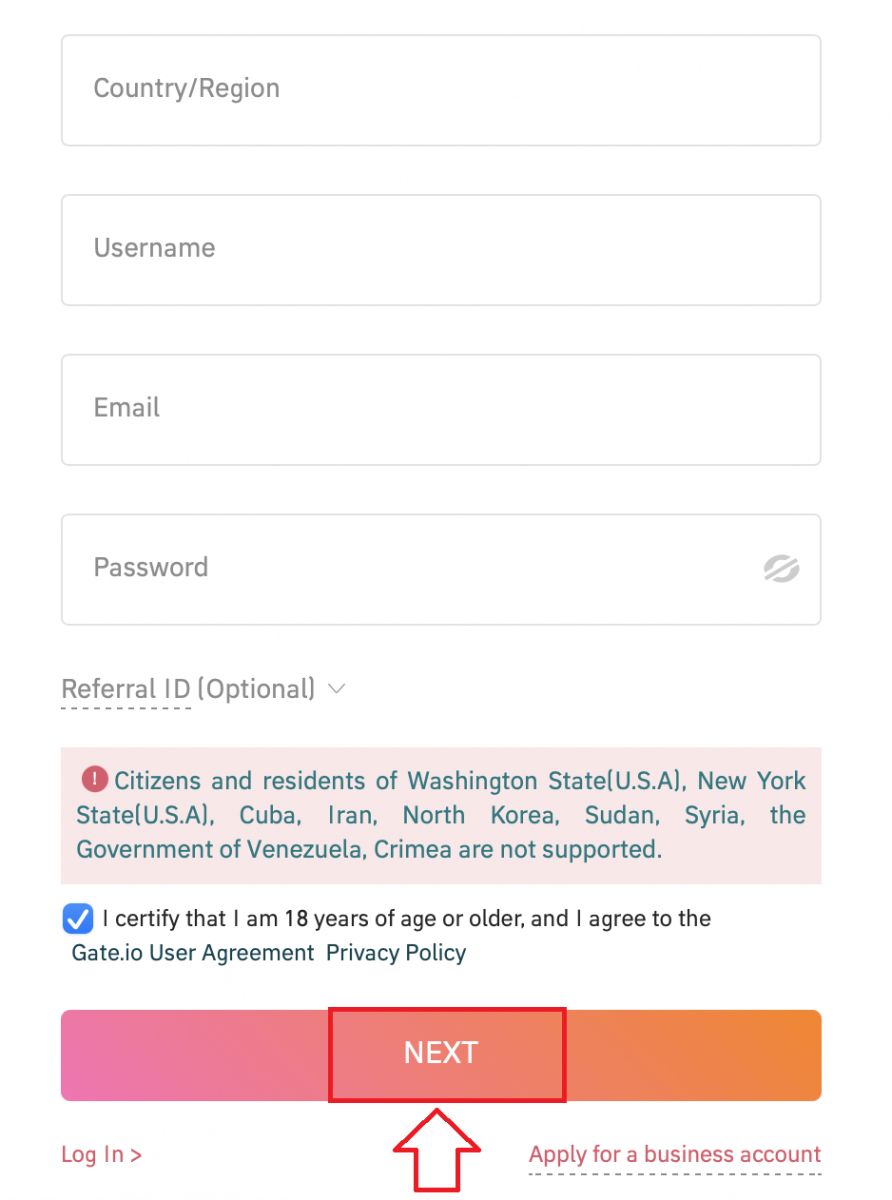 Country/Region
Username
Email
Password
Referral ID (Optional)
! Citizens and residents of Washington State(U.S.A), New York
State(U.S.A), Cuba, Iran, North Korea, Sudan, Syria, the
Government of Venezuela, Crimea are not supported.
I certify that I am 18 years of age or older, and I agree to the
Gate.io User Agreement Privacy Policy
NEXT
Log In > Apply for a business account